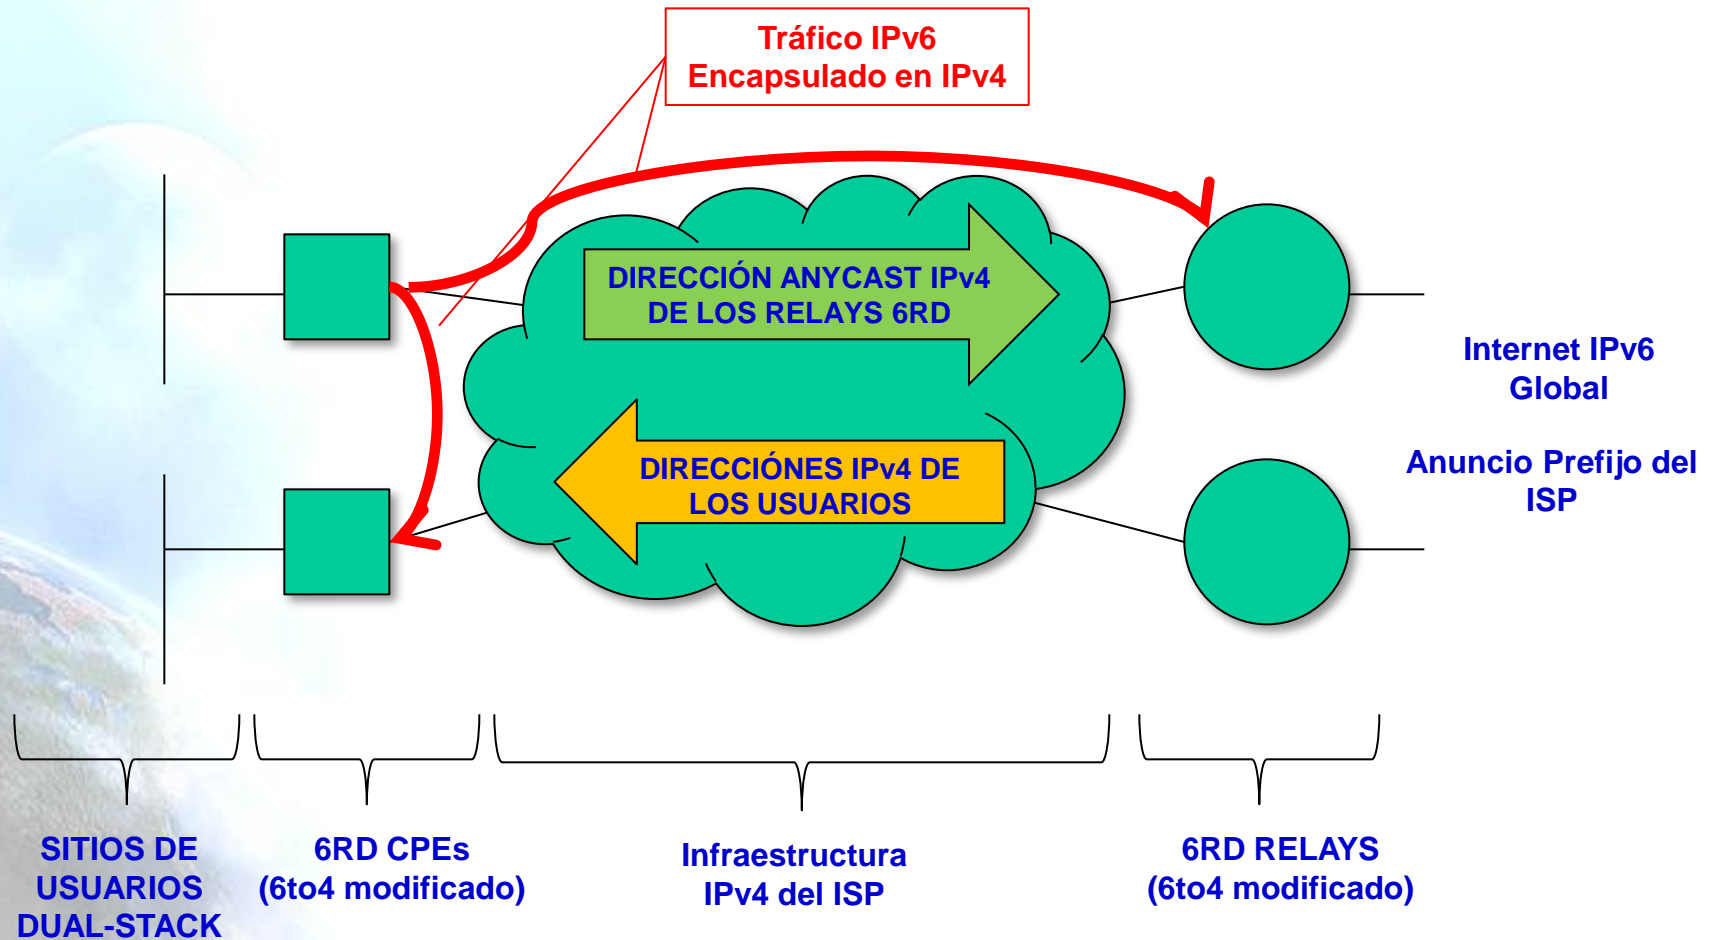 Tráfico IPv6
Encapsulado en IPv4
DIRECCIÓN ANYCAST IPv4
DE LOS RELAYS 6RD
DIRECCIÓNES IPv4 DE
LOS USUARIOS
Internet IPv6
Global
Anuncio Prefijo del
ISP
SITIOS DE
USUARIOS
DUAL-STACK
6RD CPEs
(6to4 modificado)
Infraestructura
IPv4 del ISP
6RD RELAYS
(6to4 modificado)